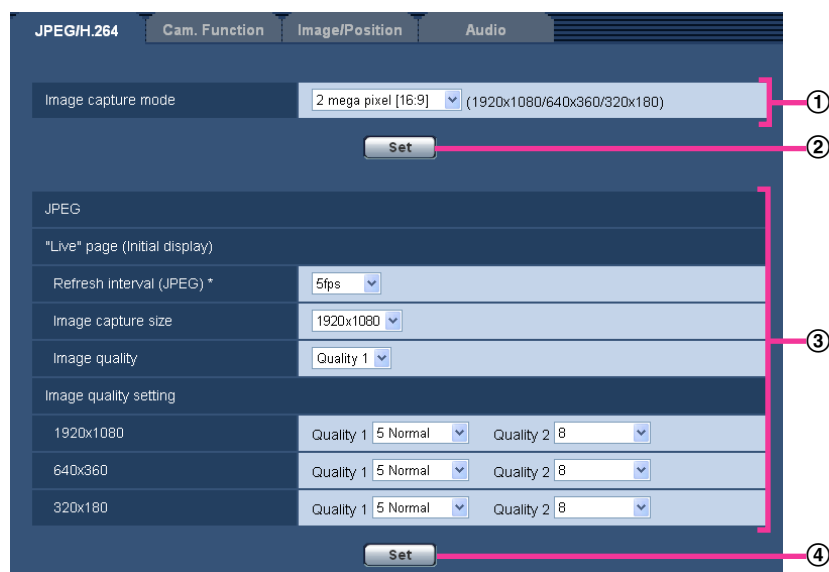 JPEG/H.264 Cam. Function Image/Position Audio
Image capture mode 2 mega pixel [16:9] (1920x1080/640x360/320x180) ①
Set ②
JPEG
"Live" page (Initial display)
Refresh interval (JPEG) * 5fps
Image capture size 1920x1080
Image quality Quality 1 ③
Image quality setting
1920x1080 Quality 1 5 Normal Quality 2 8
640x360 Quality 1 5 Normal Quality 2 8
320x180 Quality 1 5 Normal Quality 2 8
Set ④